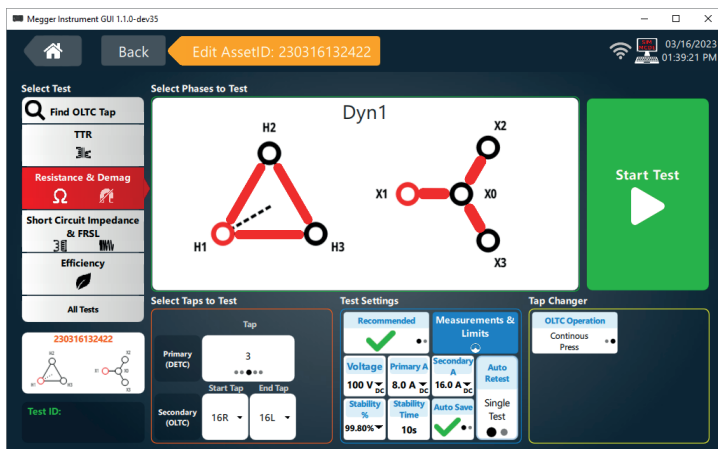 Megger Instrument GUI 1.1.0-dev35
Back
Edit AssetID: 230316132422
03/16/2023
01:39:21 PM
Select Test
Find OLTC Tap
TTR
Resistance & Demag
Ω
Short Circuit Impedance
& FRSL
Efficiency
All Tests
230316132422
Test ID:
Select Phases to Test
Dyn1
H2
H1
H3
X2
X1
X0
X3
Start Test
Select Taps to Test
Tap
Primary
(DETC)
3
Start Tap
End Tap
Secondary
(OLTC)
16R
16L
Test Settings
Recommended
Measurements &
Limits
Voltage
100 V DC
Primary A
8.0 A DC
Secondary
A
16.0 A DC
Auto
Retest
Single
Test
Stability
%
99.80%
Stability
Time
10s
Auto Save
Tap Changer
OLTC Operation
Continous
Press